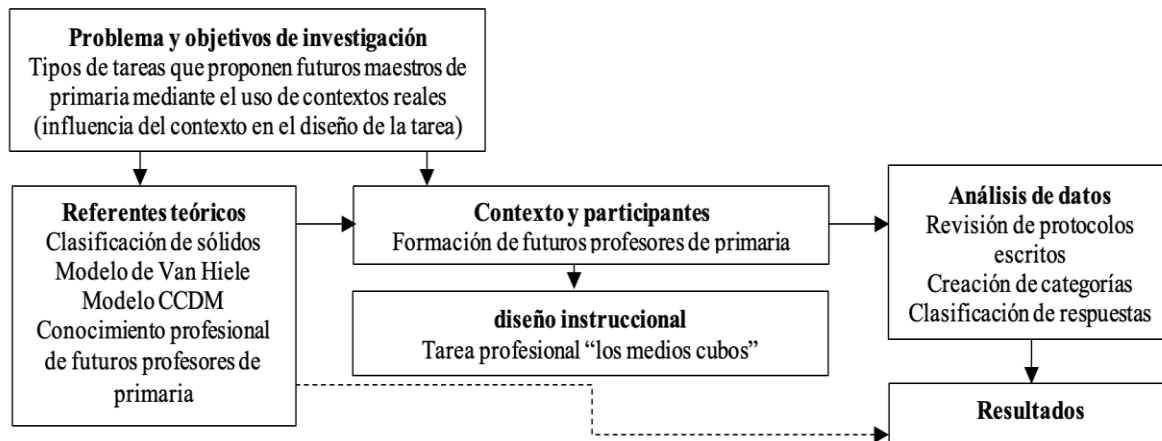 Problema y objetivos de investigación
Tipos de tareas que proponen futuros maestros de
primaria mediante el uso de contextos reales
(influencia del contexto en el diseño de la tarea)
Referentes teóricos
Clasificación de sólidos
Modelo de Van Hiele
Modelo CCDM
Conocimiento profesional
de futuros profesores de
primaria
Contexto y participantes
Formación de futuros profesores de primaria
diseño instruccional
Tarea profesional “los medios cubos”
Análisis de datos
Revisión de protocolos
escritos
Creación de categorías
Clasificación de respuestas
Resultados